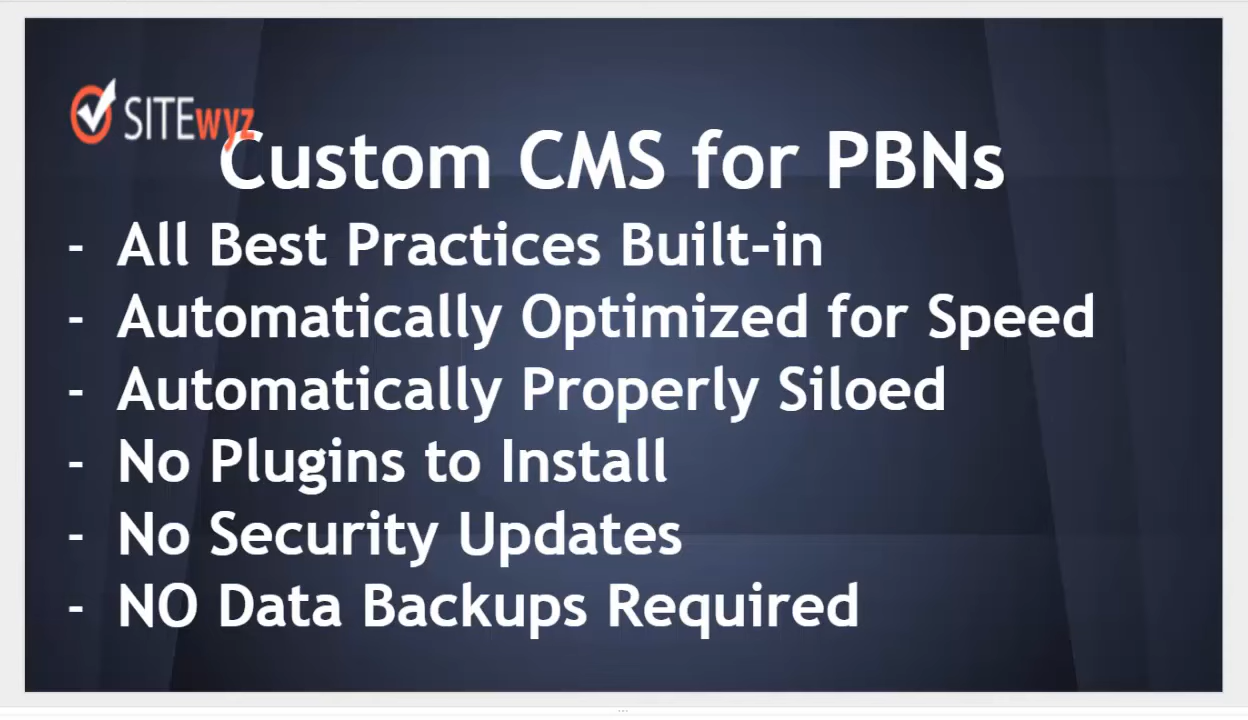 SITEwyz
Custom CMS for PBNs
- All Best Practices Built-in
- Automatically Optimized for Speed
- Automatically Properly Siloed
- No Plugins to Install
- No Security Updates
- NO Data Backups Required